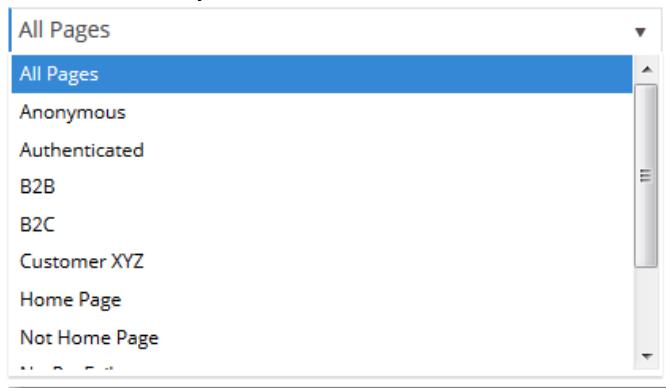 All Pages
All Pages
Anonymous
Authenticated
B2B
B2C
Customer XYZ
Home Page
Not Home Page